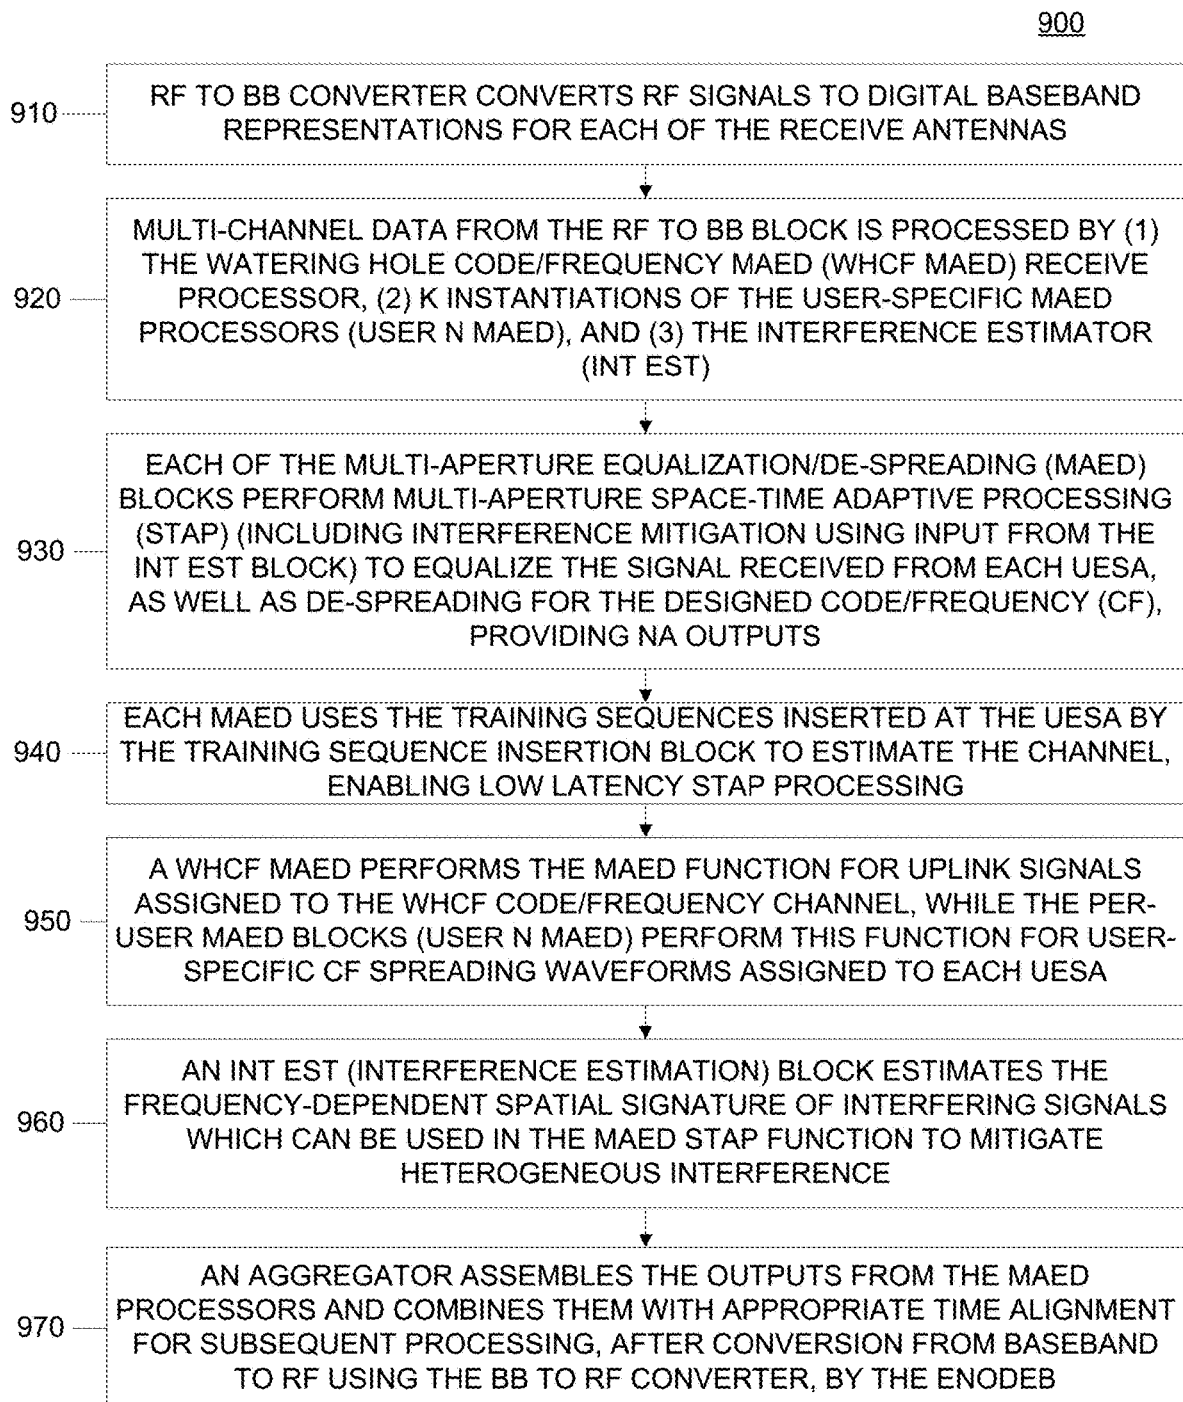 900
910
RF TO BB CONVERTER CONVERTS RF SIGNALS TO DIGITAL BASEBAND
REPRESENTATIONS FOR EACH OF THE RECEIVE ANTENNAS
920
MULTI-CHANNEL DATA FROM THE RF TO BB BLOCK IS PROCESSED BY (1)
THE WATERING HOLE CODE/FREQUENCY MAED (WHCF MAED) RECEIVE
PROCESSOR, (2) K INSTANTIATIONS OF THE USER-SPECIFIC MAED
PROCESSORS (USER N MAED), AND (3) THE INTERFERENCE ESTIMATOR
(INT EST)
930
EACH OF THE MULTI-APERTURE EQUALIZATION/DE-SPREADING (MAED)
BLOCKS PERFORM MULTI-APERTURE SPACE-TIME ADAPTIVE PROCESSING
(STAP) (INCLUDING INTERFERENCE MITIGATION USING INPUT FROM THE
INT EST BLOCK) TO EQUALIZE THE SIGNAL RECEIVED FROM EACH UESA,
AS WELL AS DE-SPREADING FOR THE DESIGNED CODE/FREQUENCY (CF),
PROVIDING NA OUTPUTS
940
EACH MAED USES THE TRAINING SEQUENCES INSERTED AT THE UESA BY
THE TRAINING SEQUENCE INSERTION BLOCK TO ESTIMATE THE CHANNEL,
ENABLING LOW LATENCY STAP PROCESSING
950
A WHCF MAED PERFORMS THE MAED FUNCTION FOR UPLINK SIGNALS
ASSIGNED TO THE WHCF CODE/FREQUENCY CHANNEL, WHILE THE PER-
USER MAED BLOCKS (USER N MAED) PERFORM THIS FUNCTION FOR USER-
SPECIFIC CF SPREADING WAVEFORMS ASSIGNED TO EACH UESA
960
AN INT EST (INTERFERENCE ESTIMATION) BLOCK ESTIMATES THE
FREQUENCY-DEPENDENT SPATIAL SIGNATURE OF INTERFERING SIGNALS
WHICH CAN BE USED IN THE MAED STAP FUNCTION TO MITIGATE
HETEROGENEOUS INTERFERENCE
970
AN AGGREGATOR ASSEMBLES THE OUTPUTS FROM THE MAED
PROCESSORS AND COMBINES THEM WITH APPROPRIATE TIME ALIGNMENT
FOR SUBSEQUENT PROCESSING, AFTER CONVERSION FROM BASEBAND
TO RF USING THE BB TO RF CONVERTER, BY THE ENODEB